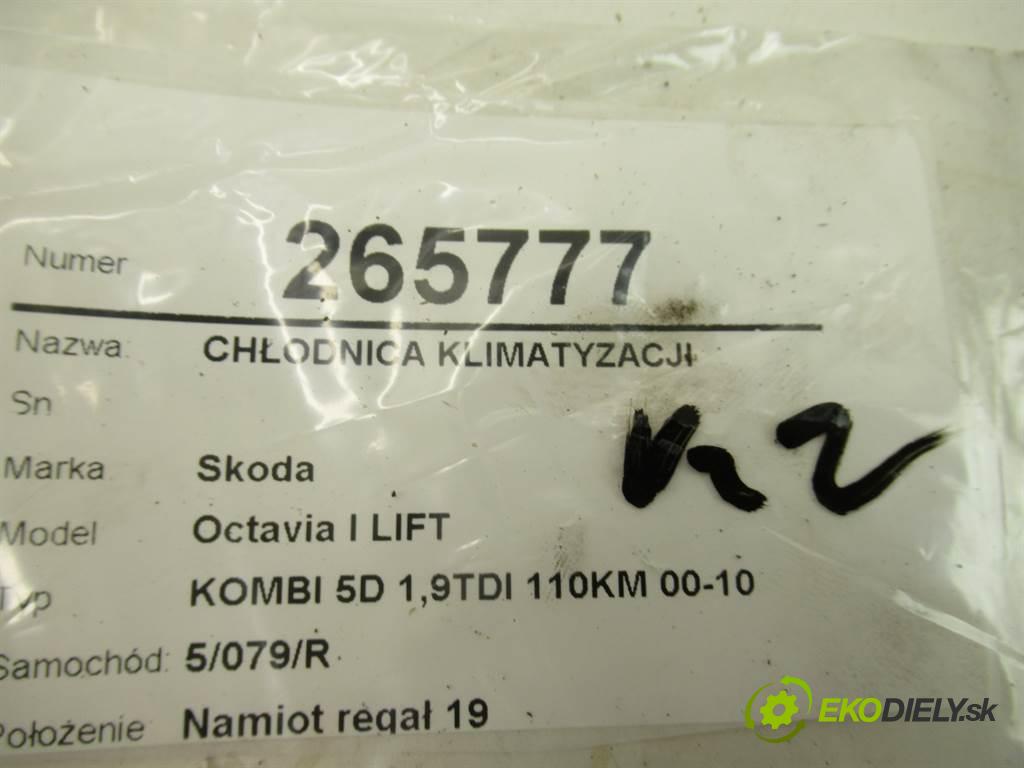 Numer 265777
Nazwa: CHŁODNICA KLIMATYZACJI
Sn
Marka Skoda
Model Octavia I LIFT
Typ KOMBI 5D 1,9TDI 110KM 00-10
Samochód: 5/079/R
Położenie Namiot regał 19
EKODIELY.sk